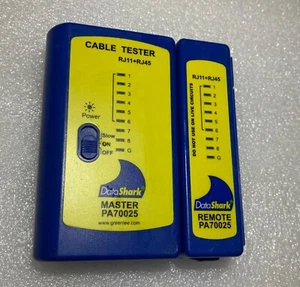 CABLE TESTER
RJ11+RJ45
1
2
3
4
5
6
7
8
G
Power
Slow
ON
OFF
DataShark
MASTER
PA70025
www.greenlee.com
RJ11+RJ45
1
2
3
4
5
6
7
8
G
DO NOT USE ON LIVE CIRCUITS
DataShark
REMOTE
PA70025